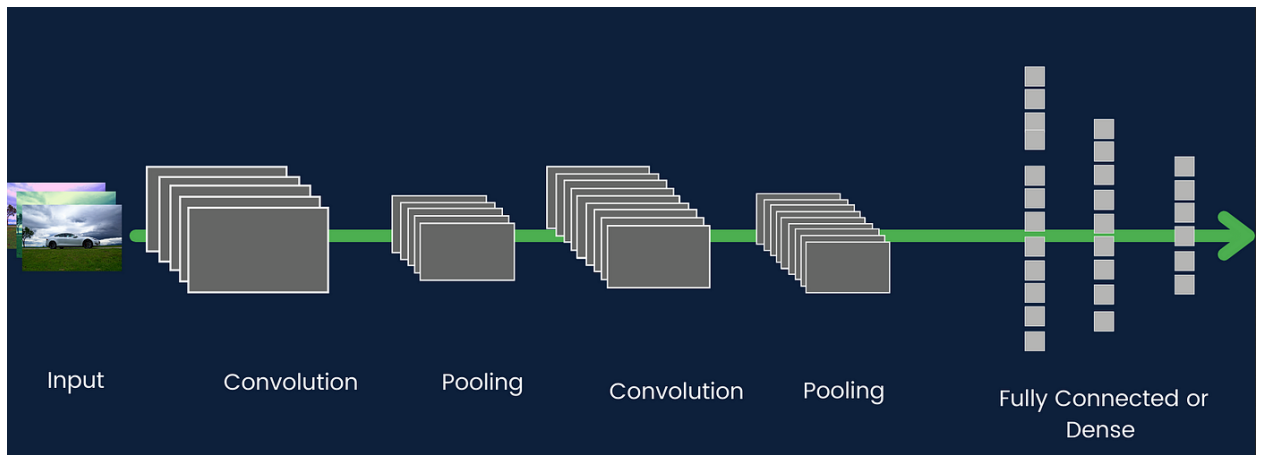 Input
Convolution
Pooling
Convolution
Pooling
Fully Connected or
Dense